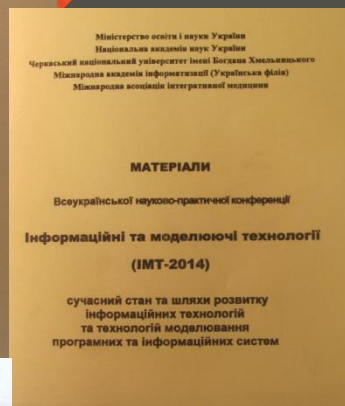 Міністерство освіти і науки України
Національна академія наук України
Черкаський національний університет імені Богдана Хмельницького
Міжнародна академія інформатизації (Українська філія)
Міжнародна асоціація інтегративної медицини
МАТЕРІАЛИ
Всеукраїнської науково-практичної конференції
Інформаційні та моделюючі технології
(ІМТ-2014)
сучасний стан та шляхи розвитку
інформаційних технологій
та технологій моделювання
програмних та інформаційних систем